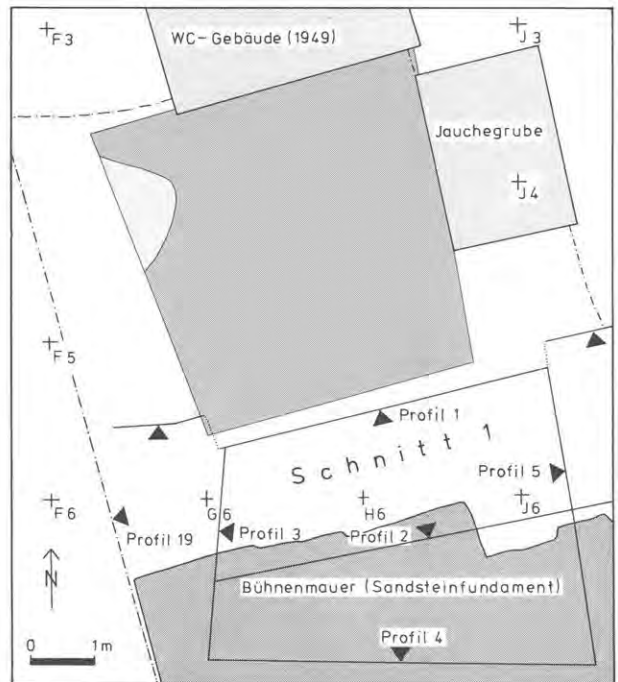 F3
WC-Gebäude (1949)
J3
Jauchegrube
J4
F5
Profil 1
Schnitt 1
Profil 5
F6
G6
H6
J6
Profil 19
Profil 3
Profil 2
N
Bühnenmauer (Sandsteinfundament)
Profil 4
0 1m